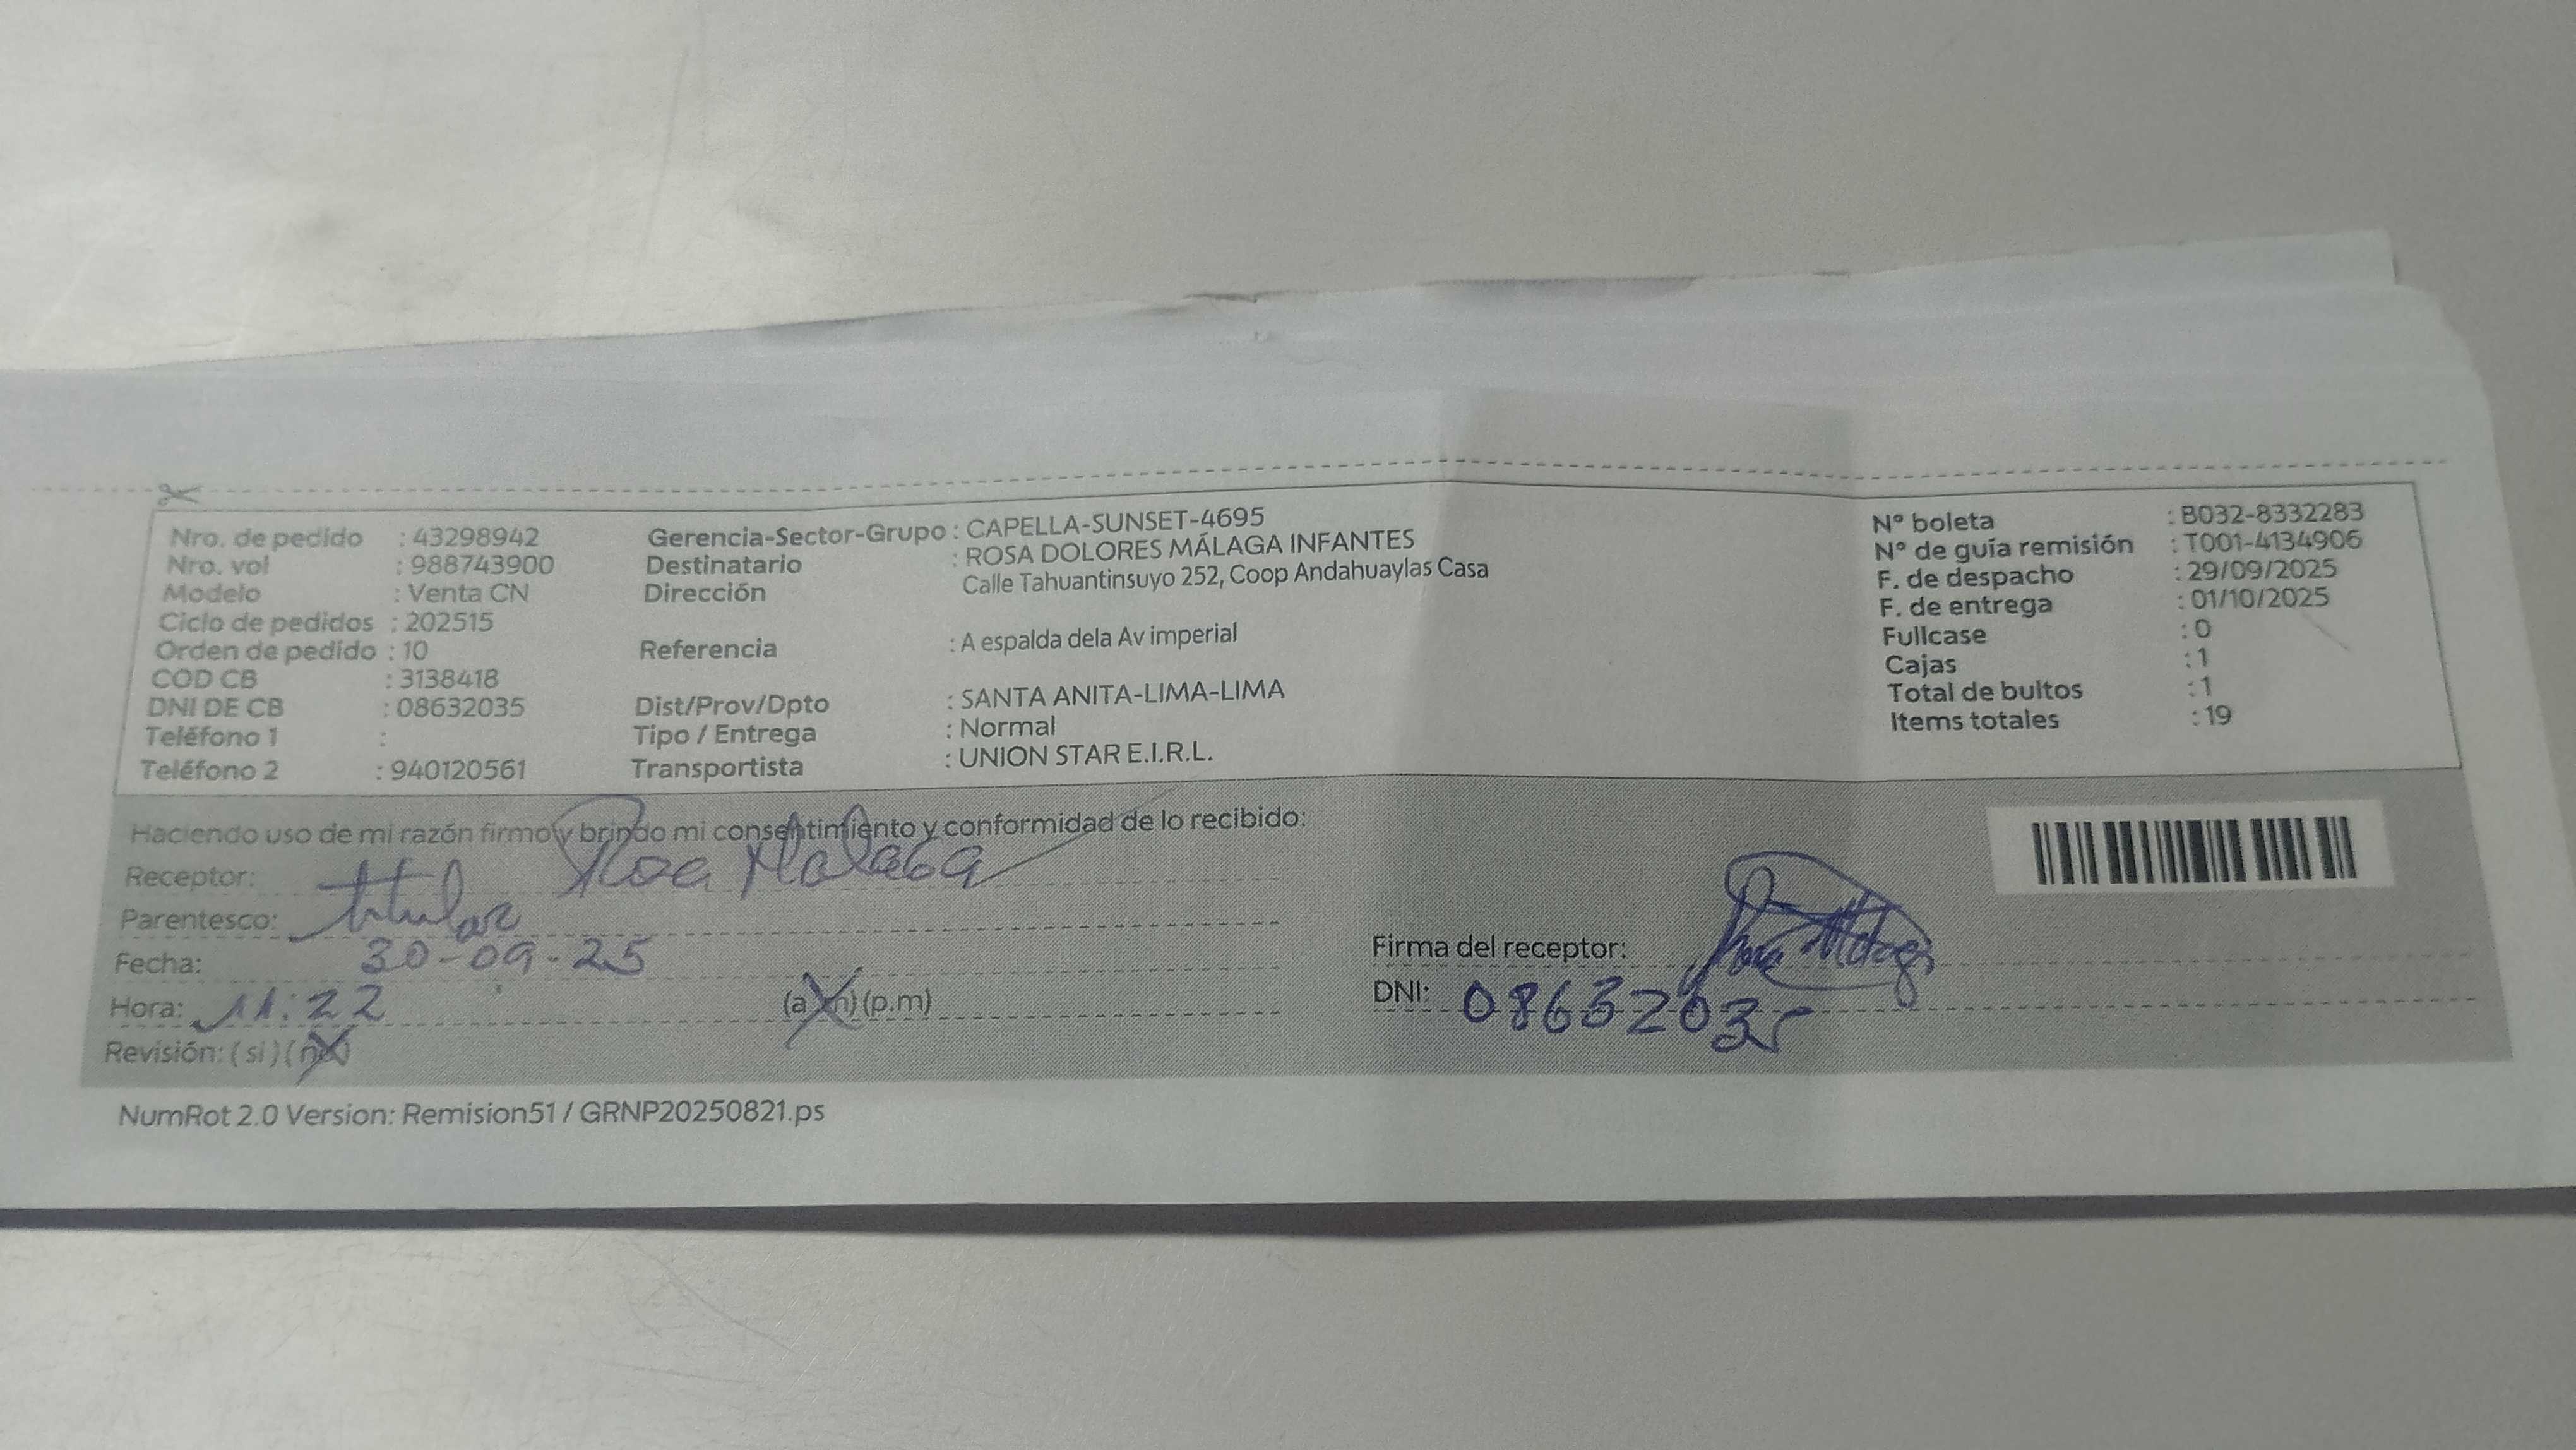 Nro. de pedido : 43298942
Nro. vol : 988743900
Modelo : Venta CN
Ciclo de pedidos : 202515
Orden de pedido : 10
COD CB : 3138418
DNI DE CB : 08632035
Teléfono 1 :
Teléfono 2 : 940120561
Gerencia-Sector-Grupo : CAPELLA-SUNSET-4695
Destinatario : ROSA DOLORES MÁLAGA INFANTES
Dirección Calle Tahuantinsuyo 252, Coop Andahuaylas Casa
Referencia : A espalda dela Av imperial
Dist/Prov/Dpto : SANTA ANITA-LIMA-LIMA
Tipo / Entrega : Normal
Transportista : UNION STAR E.I.R.L.
N° boleta : B032-8332283
N° de guía remisión : T001-4134906
F. de despacho : 29/09/2025
F. de entrega : 01/10/2025
Fullcase : 0
Cajas : 1
Total de bultos : 1
Items totales : 19
Haciendo uso de mi razón firmo y brindo mi consentimiento y conformidad de lo recibido:
Receptor: Rosa Malaga
Parentesco: titular
Fecha: 30-09-25
Hora: 11:22 (a.m) (p.m)
Revisión: (si) (no)
Firma del receptor: Rosa Malaga
DNI: 08632035
NumRot 2.0 Version: Remision51 / GRNP20250821.ps